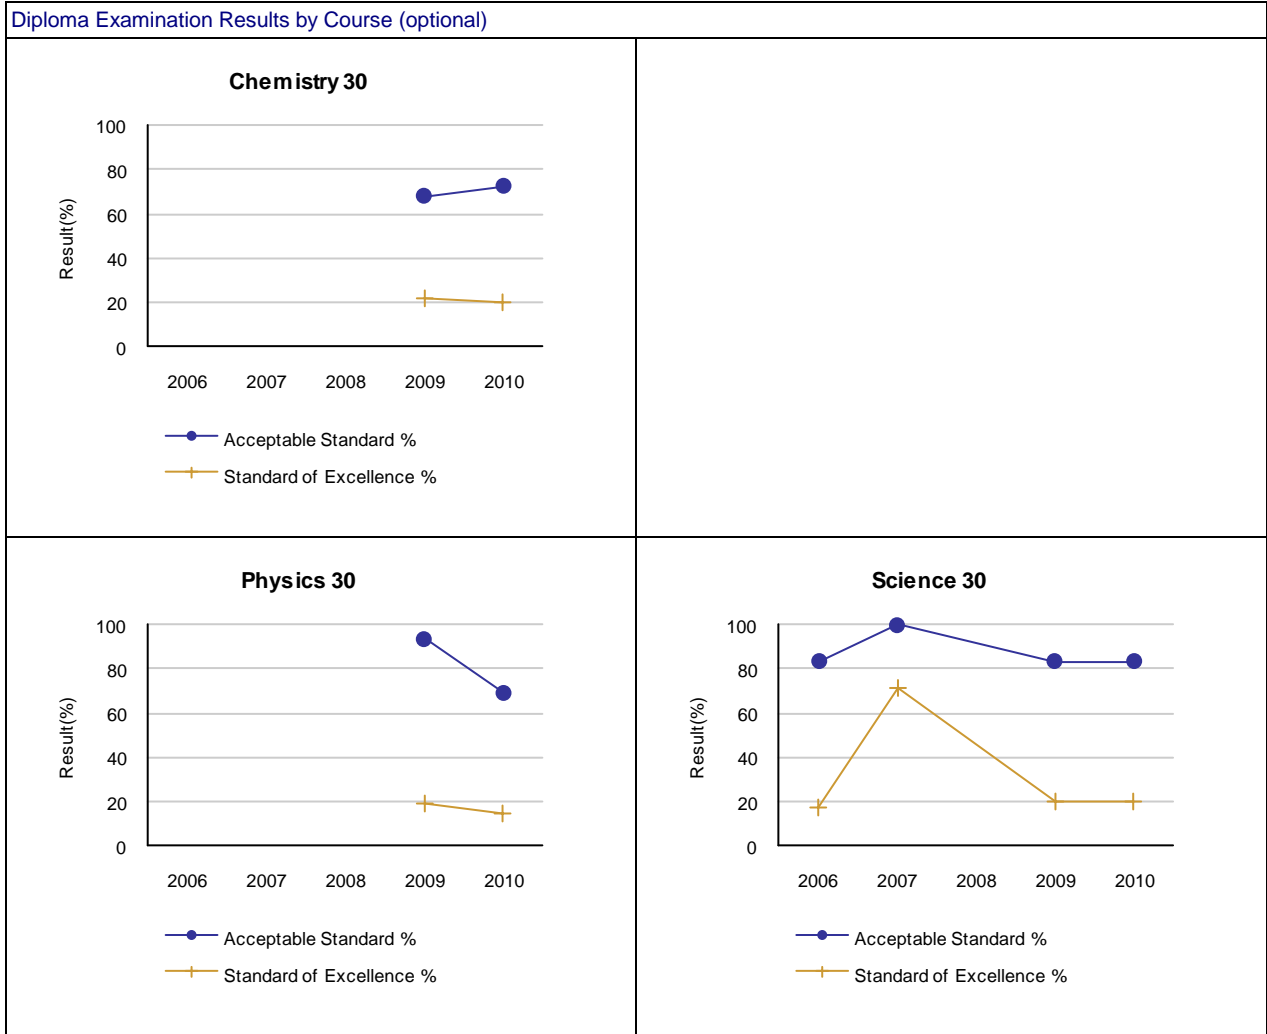 Diploma Examination Results by Course (optional)
Chemistry 30
100
80
60
40
20
0
Result(%)
2006 2007 2008 2009 2010
Acceptable Standard %
Standard of Excellence %
Physics 30
100
80
60
40
20
0
Result(%)
2006 2007 2008 2009 2010
Acceptable Standard %
Standard of Excellence %
Science 30
100
80
60
40
20
0
Result(%)
2006 2007 2008 2009 2010
Acceptable Standard %
Standard of Excellence %